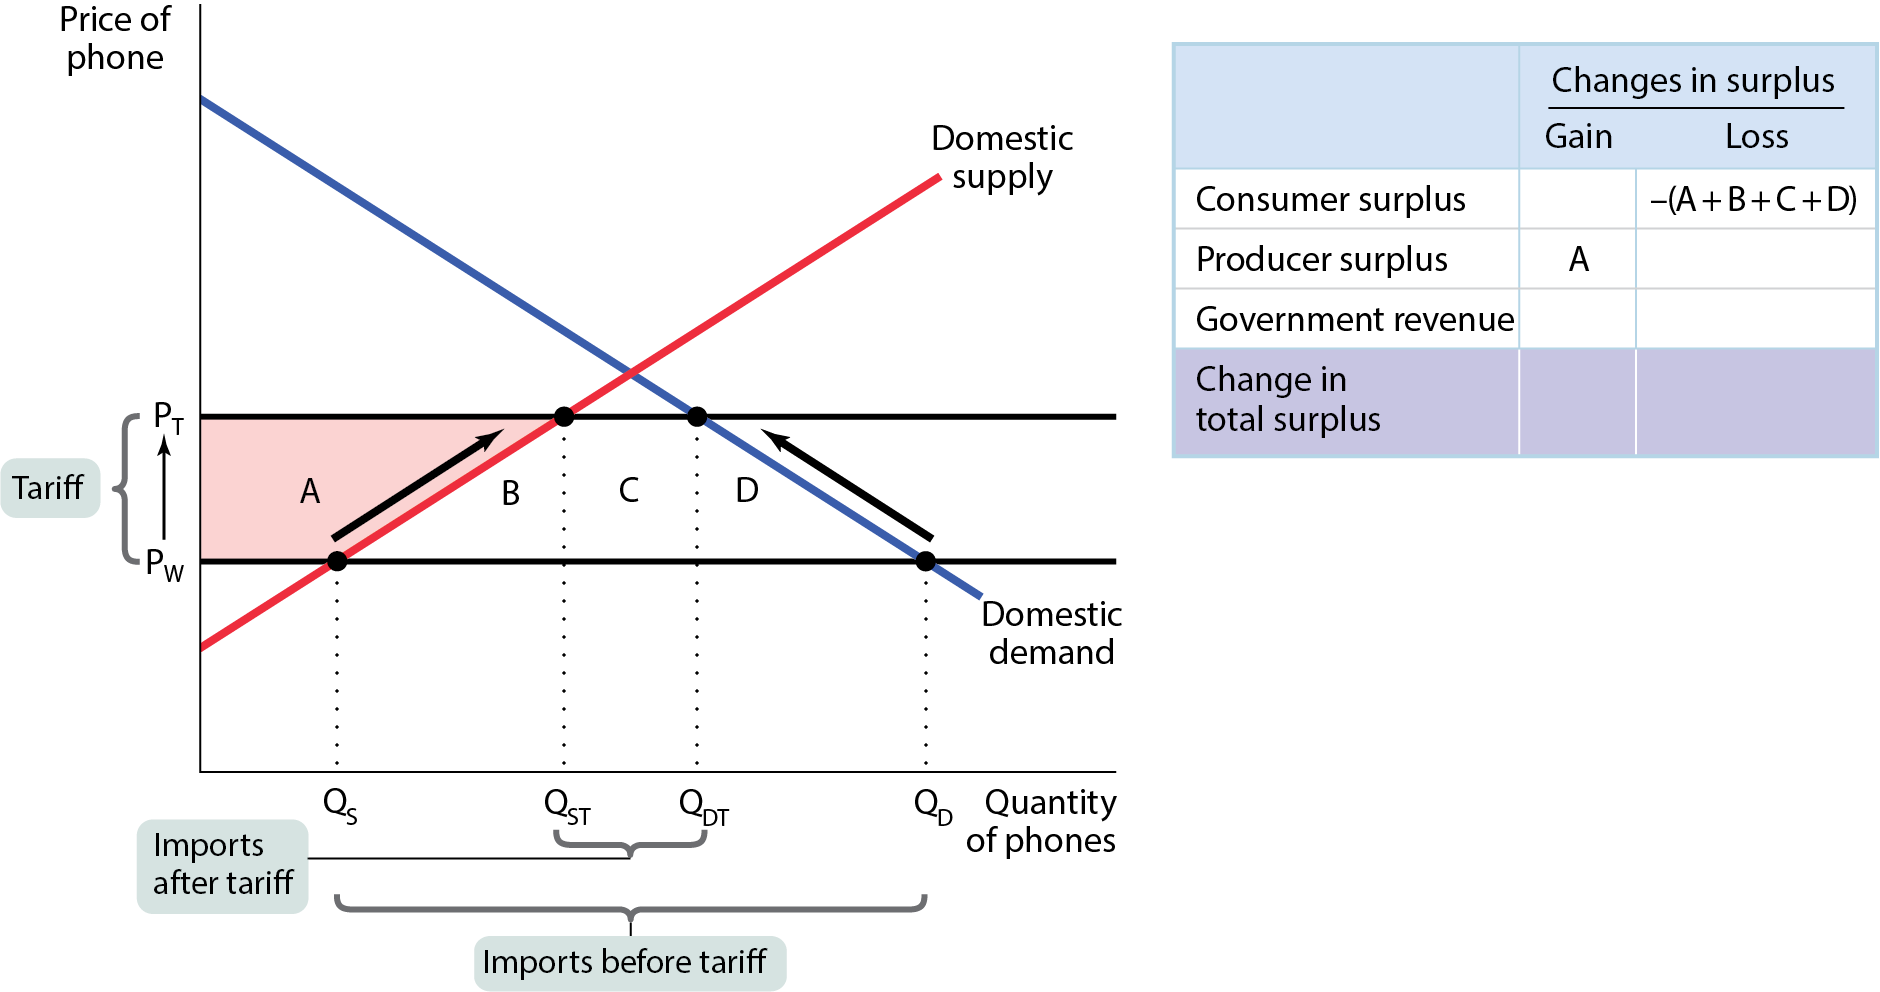 Price of
phone
Domestic
supply
P_T
Tariff
A
B
C
D
P_W
Domestic
demand
Q_S
Q_ST
Q_DT
Q_D
Quantity
of phones
Imports
after tariff
Imports before tariff
Changes in surplus
Gain Loss
Consumer surplus –(A + B + C + D)
Producer surplus A
Government revenue
Change in
total surplus